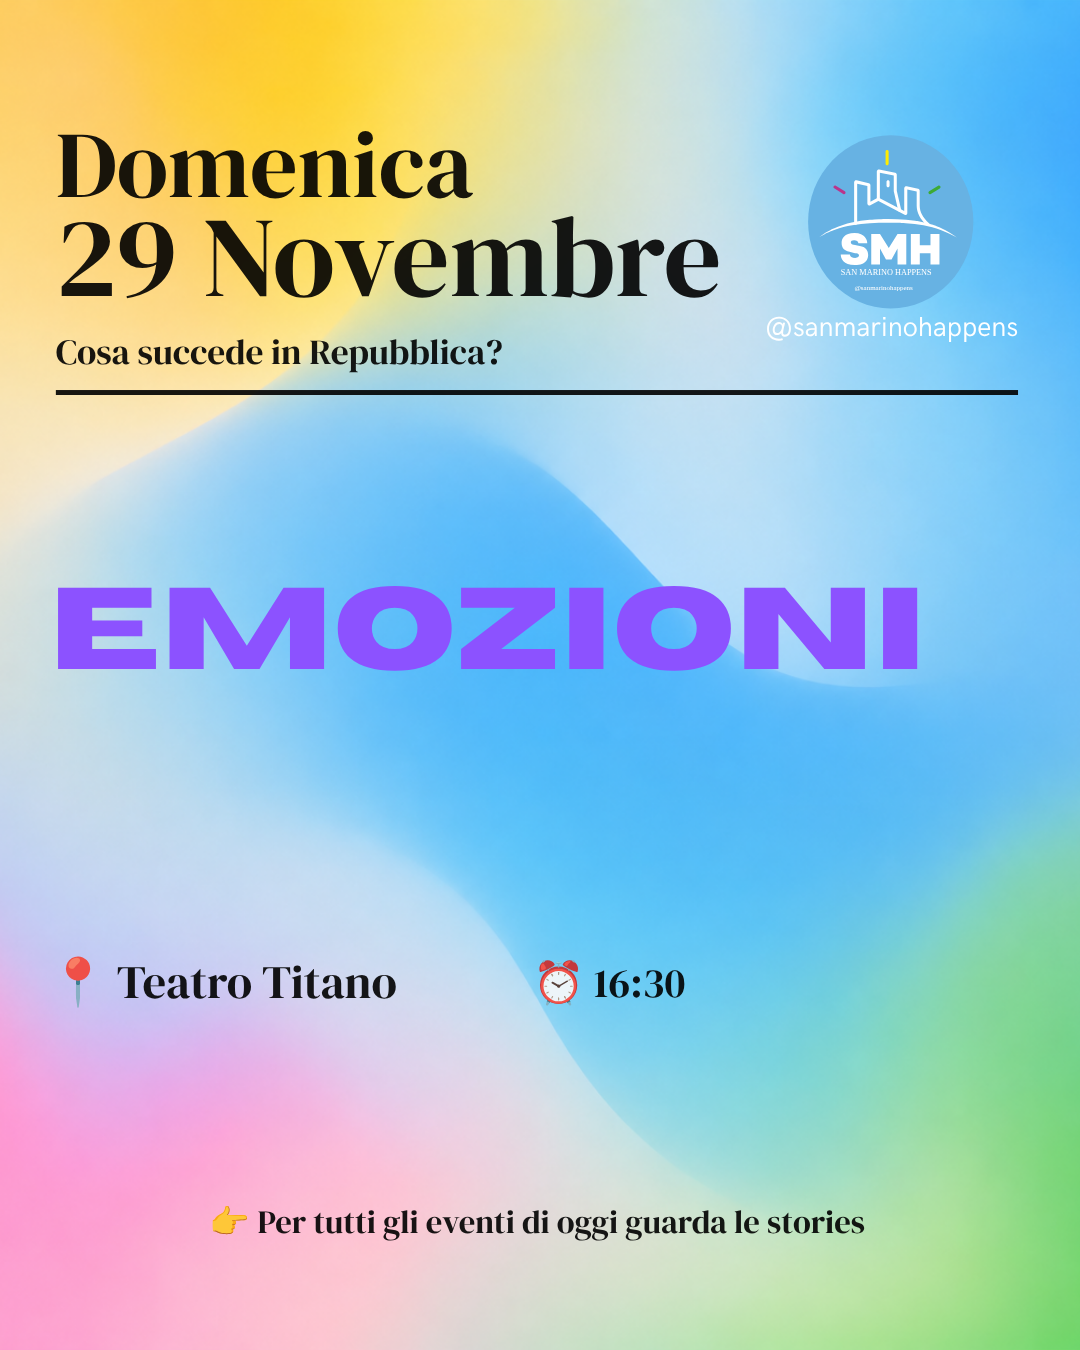 Domenica
29 Novembre
Cosa succede in Repubblica?
SMH
SAN MARINO HAPPENS
@sanmarinohappens
@sanmarinohappens
EMOZIONI
📍 Teatro Titano
⏰ 16:30
👉 Per tutti gli eventi di oggi guarda le stories